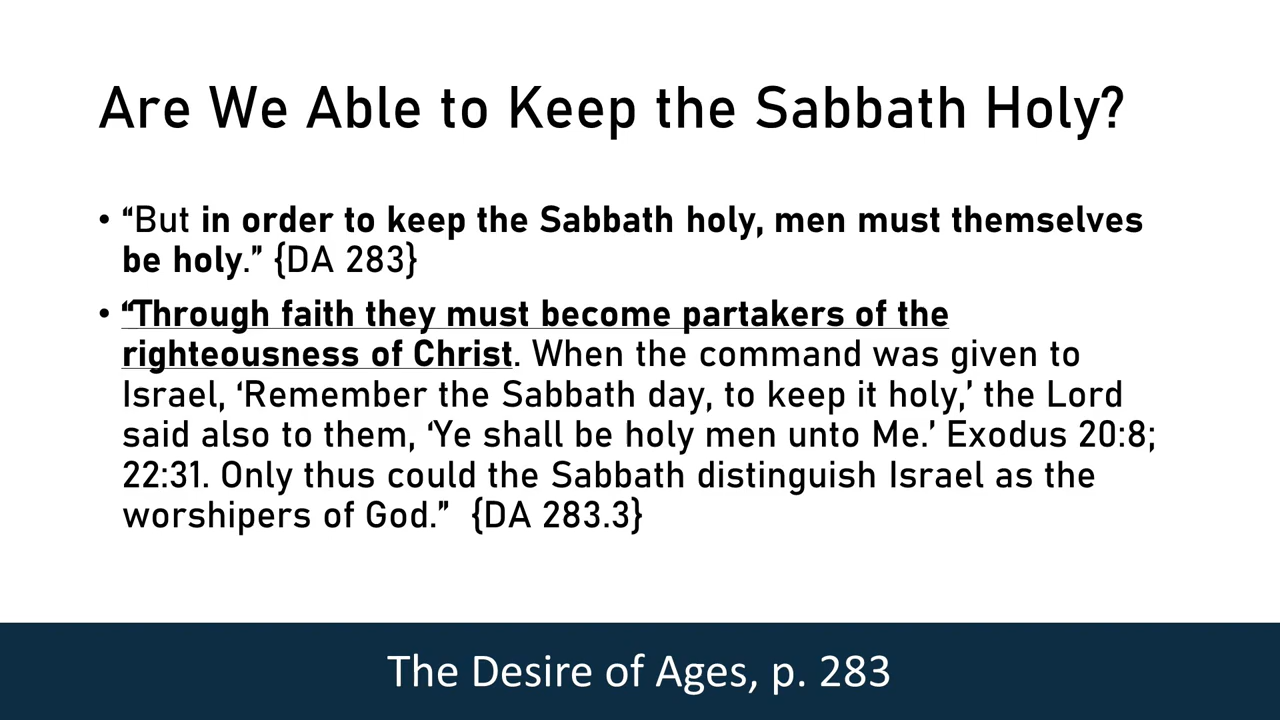 Are We Able to Keep the Sabbath Holy?
• “But in order to keep the Sabbath holy, men must themselves
be holy.” {DA 283}
• “Through faith they must become partakers of the
righteousness of Christ. When the command was given to
Israel, ‘Remember the Sabbath day, to keep it holy,’ the Lord
said also to them, ‘Ye shall be holy men unto Me.’ Exodus 20:8;
22:31. Only thus could the Sabbath distinguish Israel as the
worshipers of God.”  {DA 283.3}
The Desire of Ages, p. 283